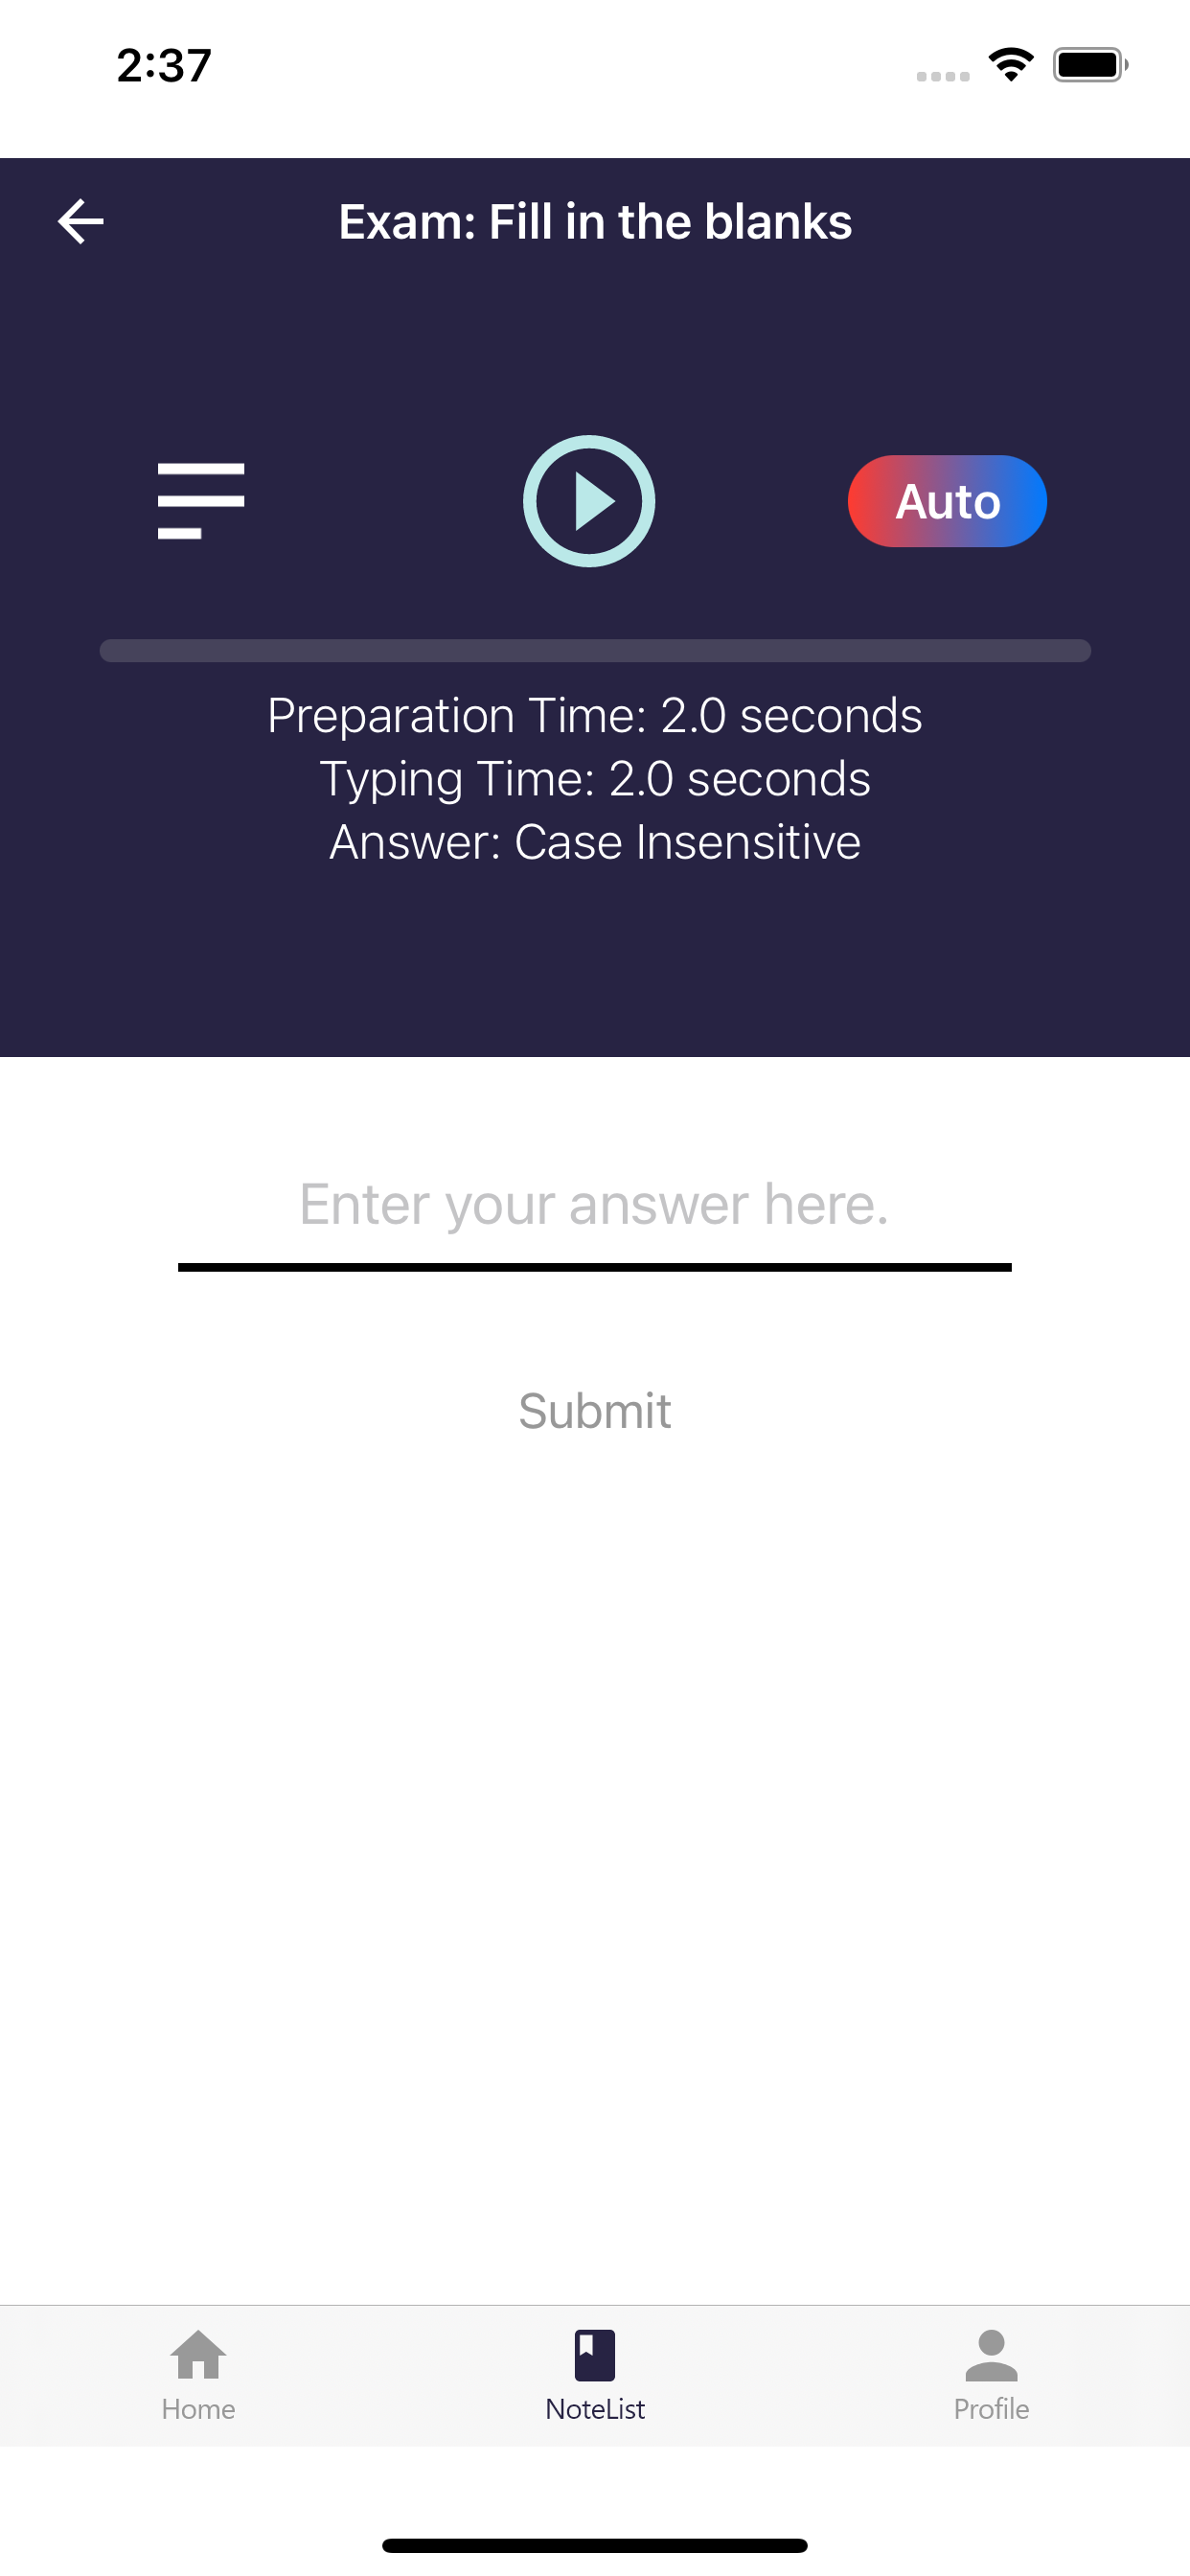 2:37
Exam: Fill in the blanks
Auto
Preparation Time: 2.0 seconds
Typing Time: 2.0 seconds
Answer: Case Insensitive
Enter your answer here.
Submit
Home
NoteList
Profile